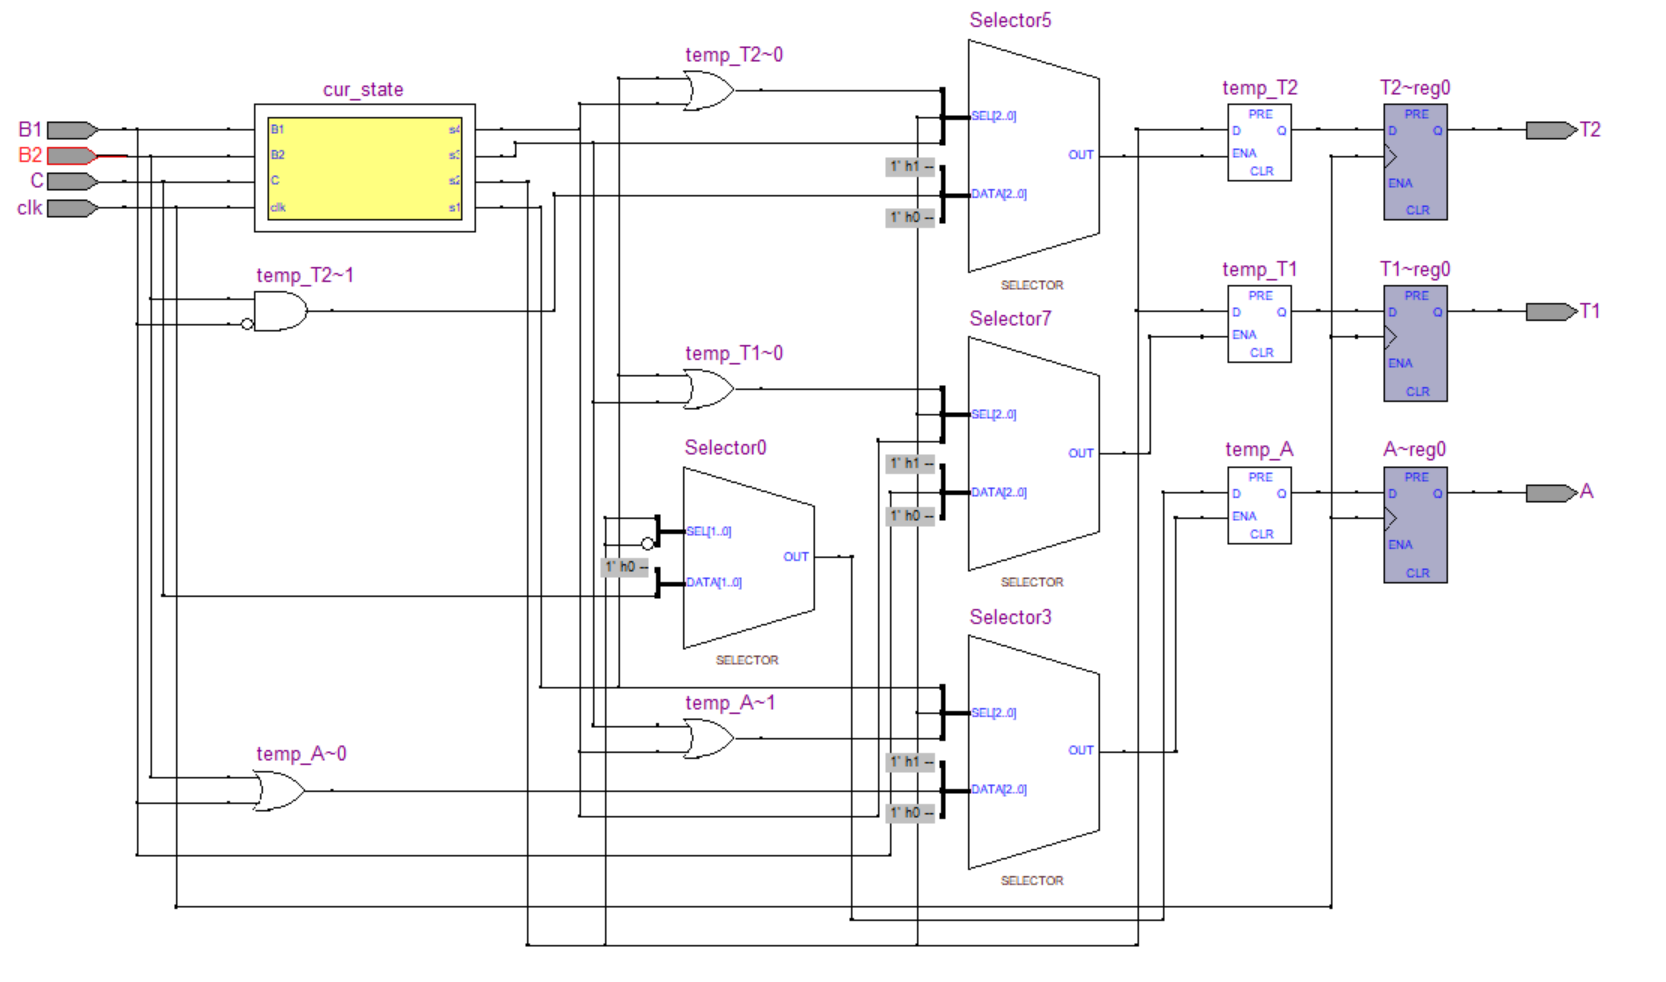 Selector5
temp_T2~0
cur_state
temp_T2
T2~reg0
B1
B1
s4
SEL[2..0]
PRE
D
Q
ENA
CLR
PRE
D
Q
ENA
CLR
T2
B2
B2
s3
OUT
1' h1 --
DATA[2..0]
1' h0 --
C
C
s2
clk
clk
s1
SELECTOR
temp_T2~1
temp_T1
T1~reg0
PRE
D
Q
ENA
CLR
PRE
D
Q
ENA
CLR
T1
Selector7
temp_T1~0
SEL[2..0]
OUT
1' h1 --
DATA[2..0]
1' h0 --
SELECTOR
Selector0
SEL[1..0]
OUT
1' h0 --
DATA[1..0]
SELECTOR
temp_A
A~reg0
PRE
D
Q
ENA
CLR
PRE
D
Q
ENA
CLR
A
Selector3
temp_A~1
SEL[2..0]
OUT
1' h1 --
DATA[2..0]
1' h0 --
SELECTOR
temp_A~0